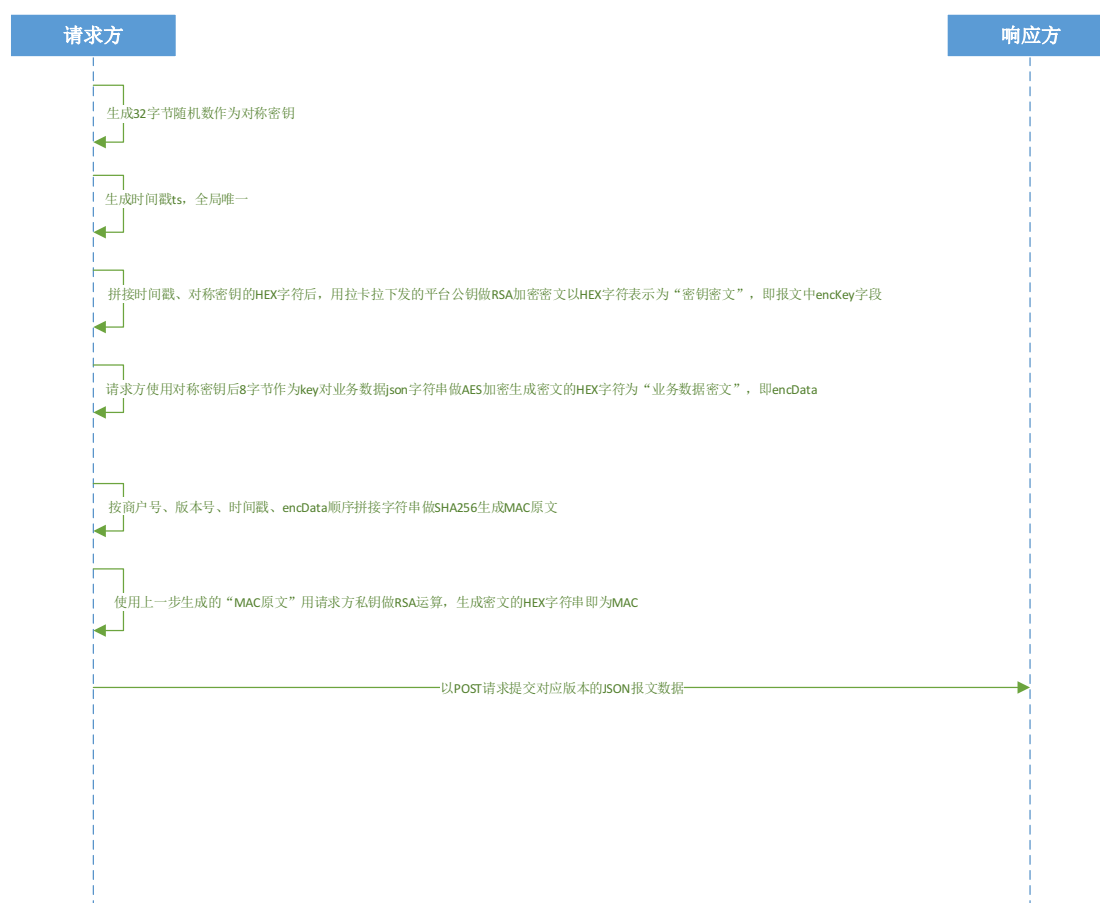 请求方
响应方
生成32字节随机数作为对称密钥
生成时间戳ts，全局唯一
拼接时间戳、对称密钥的HEX字符后，用拉卡拉下发的平台公钥做RSA加密密文以HEX字符表示为“密钥密文”，即报文中encKey字段
请求方使用对称密钥后8字节作为key对业务数据json字符串做AES加密生成密文的HEX字符为“业务数据密文”，即encData
按商户号、版本号、时间戳、encData顺序拼接字符串做SHA256生成MAC原文
使用上一步生成的“MAC原文”用请求方私钥做RSA运算，生成密文的HEX字符串即为MAC
以POST请求提交对应版本的JSON报文数据